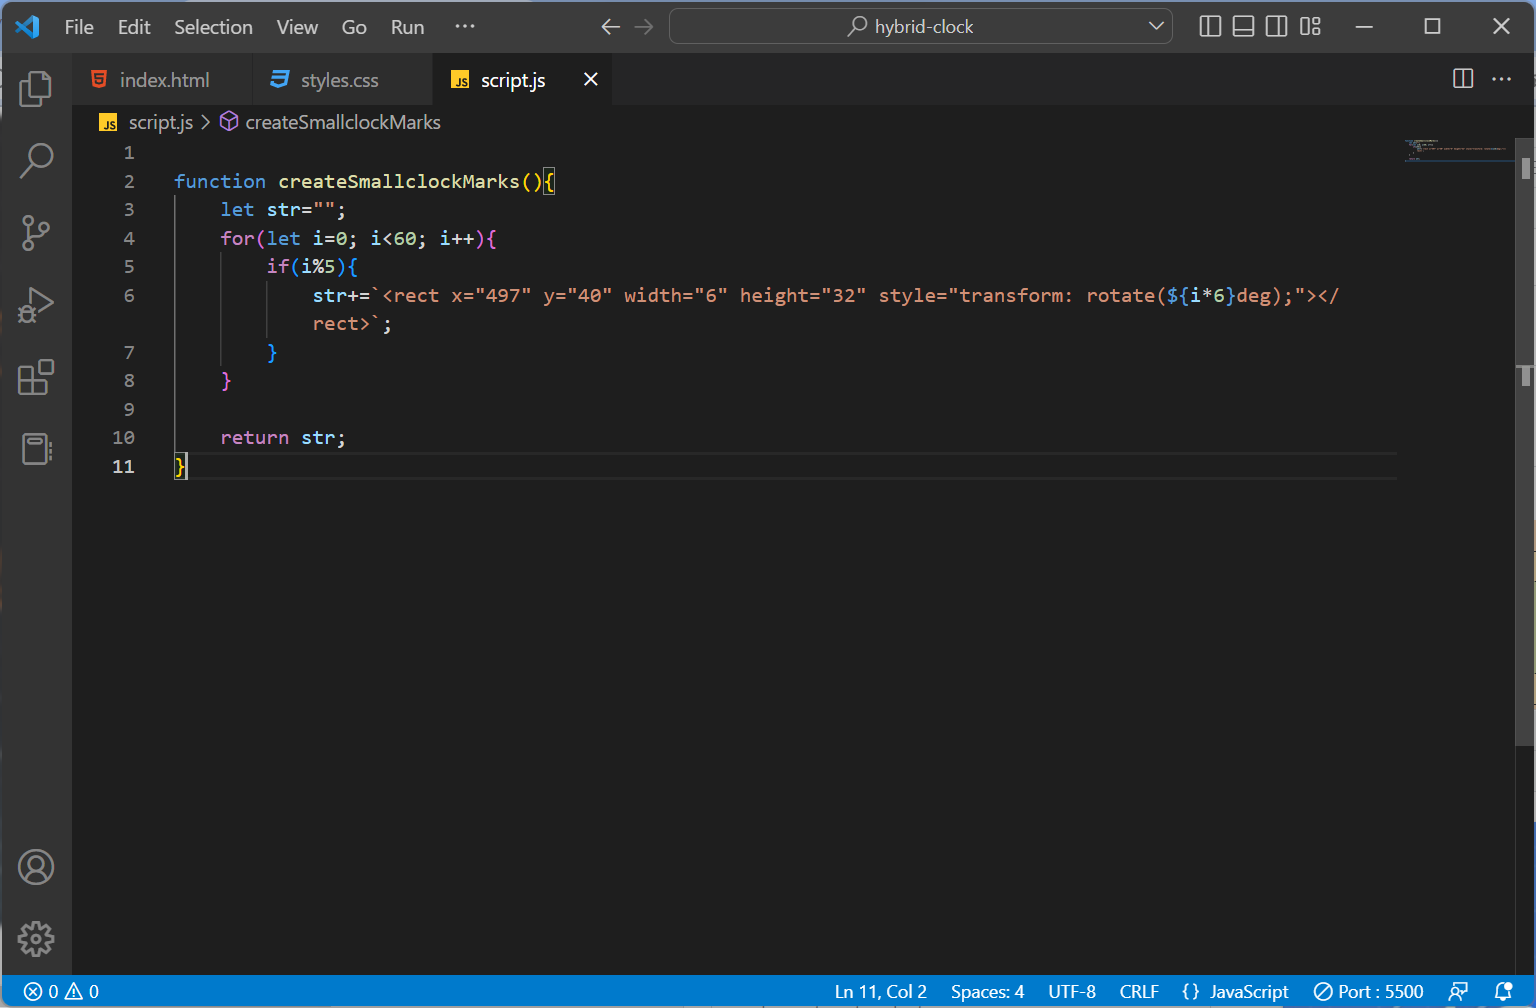 File Edit Selection View Go Run ··· hybrid-clock
index.html styles.css JS script.js
JS script.js > createSmallclockMarks
1
2 function createSmallclockMarks(){
3 let str="";
4 for(let i=0; i<60; i++){
5 if(i%5){
6 str+=`<rect x="497" y="40" width="6" height="32" style="transform: rotate(${i*6}deg);"></
rect>`;
7 }
8 }
9
10 return str;
11 }
0 0 Ln 11, Col 2 Spaces: 4 UTF-8 CRLF {} JavaScript Port : 5500